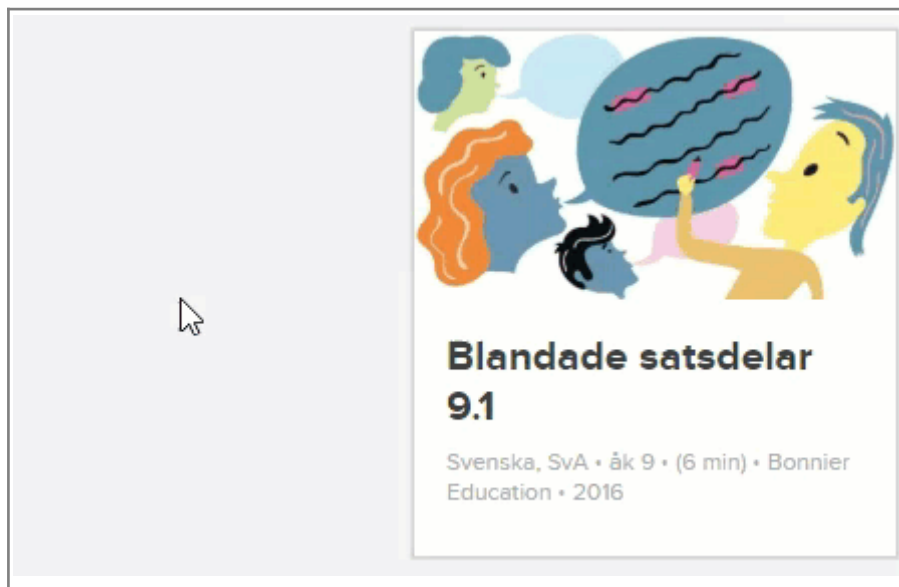 Blandade satsdelar
9.1
Svenska, SvA • åk 9 • (6 min) • Bonnier
Education • 2016